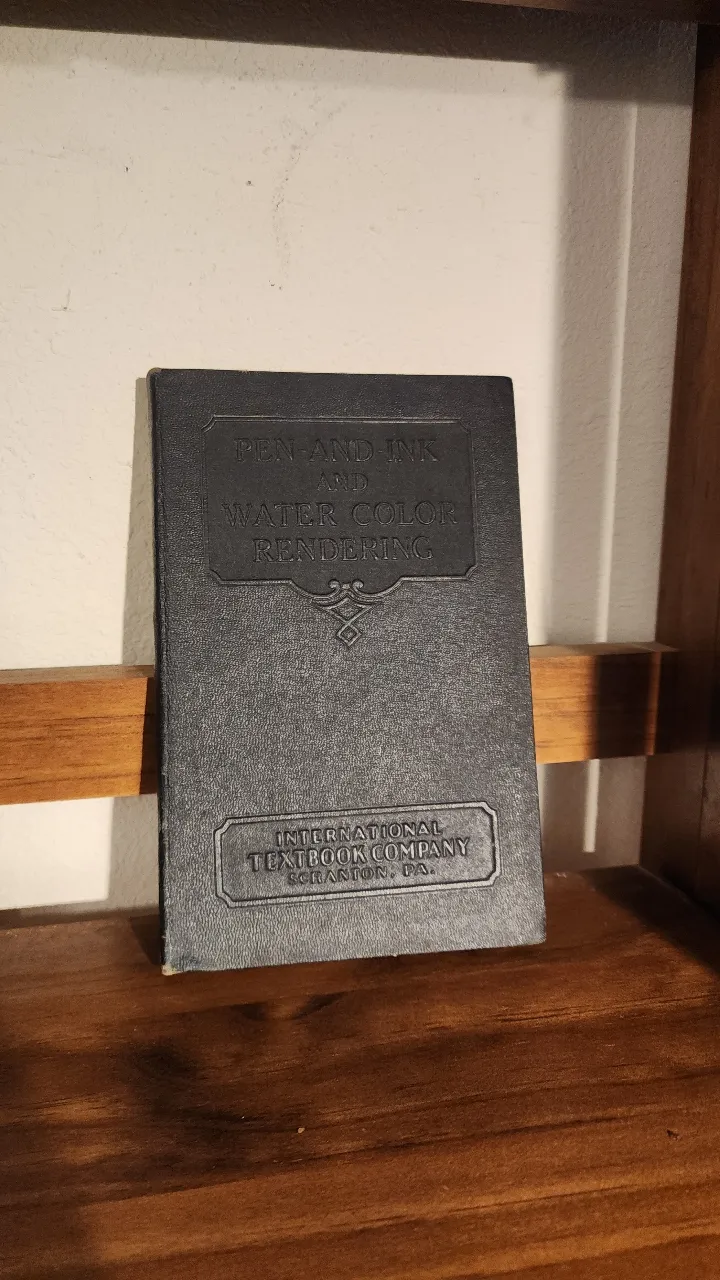 PEN-AND-INK
AND
WATER COLOR
RENDERING
INTERNATIONAL
TEXTBOOK COMPANY
SCRANTON, PA.